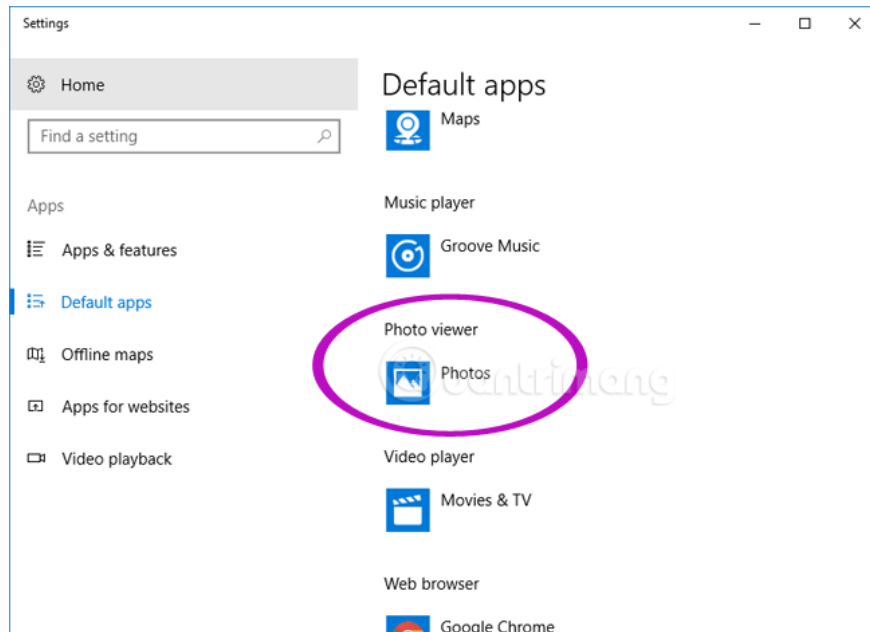 Settings
Home
Find a setting
Apps
Apps & features
Default apps
Offline maps
Apps for websites
Video playback
Default apps
Maps
Music player
Groove Music
Photo viewer
Photos
uantrimang
Video player
Movies & TV
Web browser
Google Chrome